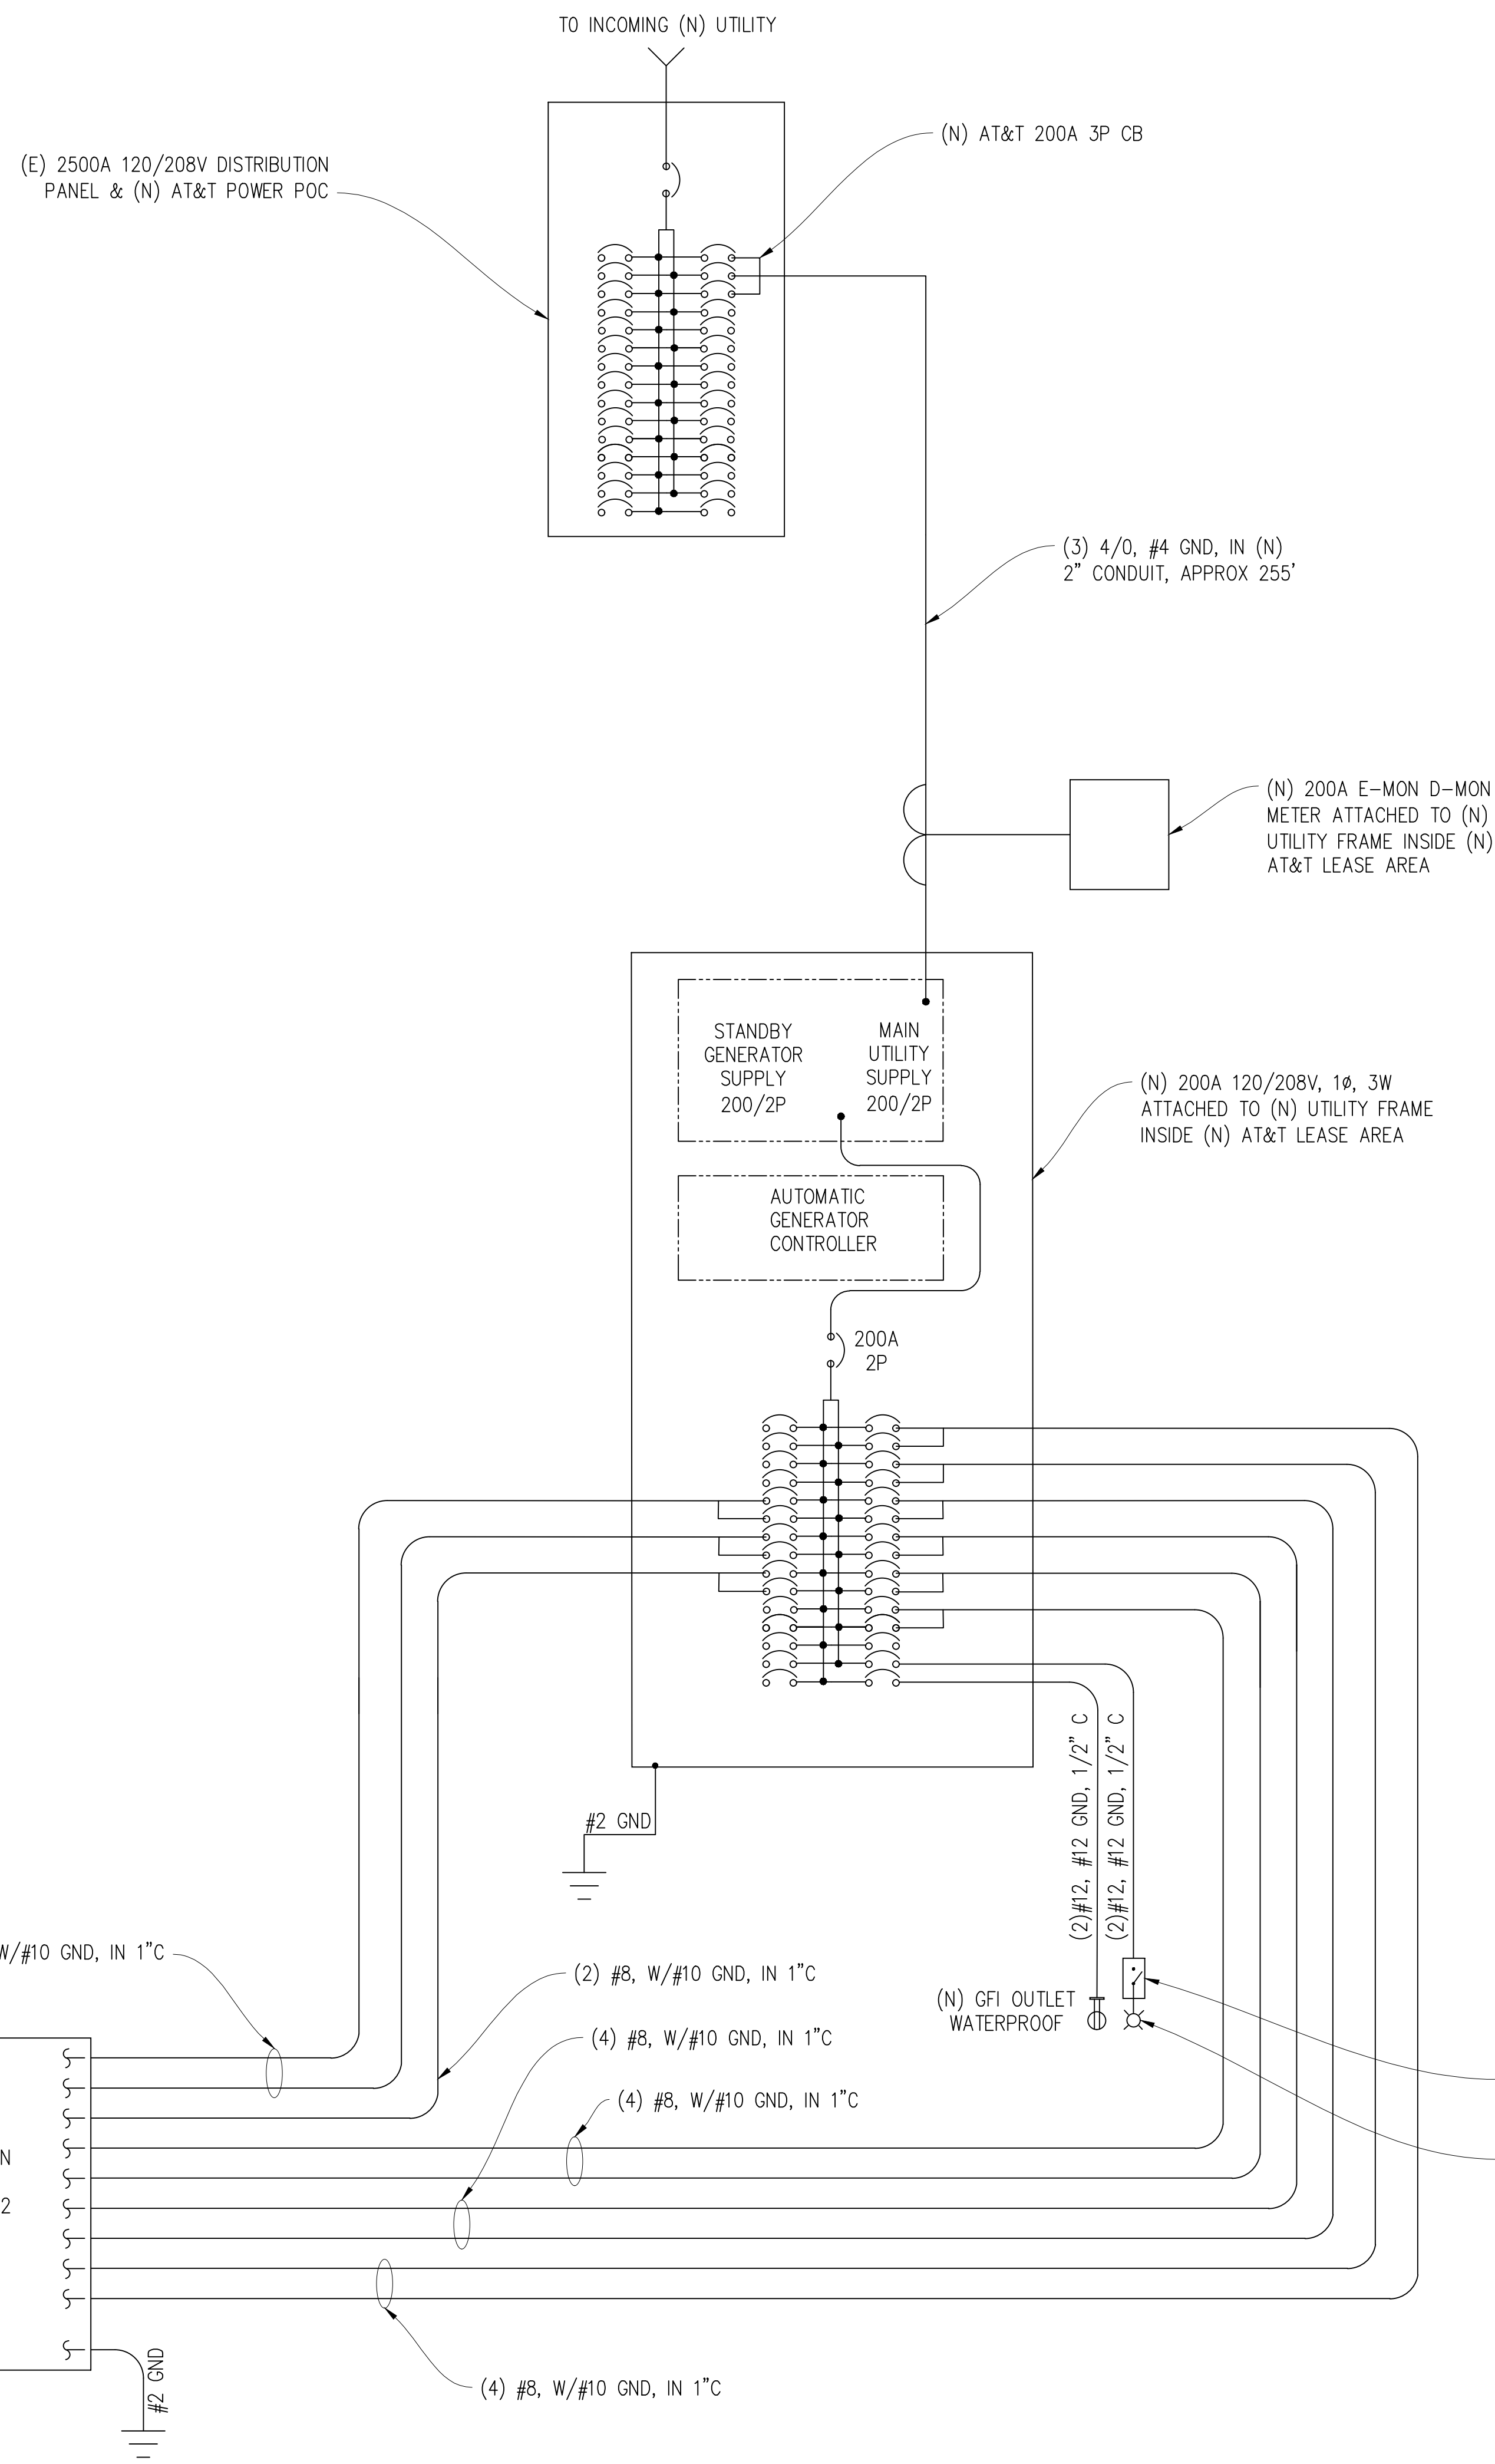 TO INCOMING (N) UTILITY
(N) AT&T 200A 3P CB
(E) 2500A 120/208V DISTRIBUTION
PANEL & (N) AT&T POWER POC
(3) 4/0, #4 GND, IN (N)
2" CONDUIT, APPROX 255'
(N) 200A E-MON D-MON
METER ATTACHED TO (N)
UTILITY FRAME INSIDE (N)
AT&T LEASE AREA
STANDBY
GENERATOR
SUPPLY
200/2P
MAIN
UTILITY
SUPPLY
200/2P
(N) 200A 120/208V, 1ø, 3W
ATTACHED TO (N) UTILITY FRAME
INSIDE (N) AT&T LEASE AREA
AUTOMATIC
GENERATOR
CONTROLLER
200A
2P
(2)#12, #12 GND, 1/2" C
(2)#12, #12 GND, 1/2" C
#2 GND
W/#10 GND, IN 1"C
(2) #8, W/#10 GND, IN 1"C
(N) GFI OUTLET
WATERPROOF
(4) #8, W/#10 GND, IN 1"C
(4) #8, W/#10 GND, IN 1"C
N
2
#2 GND
(4) #8, W/#10 GND, IN 1"C